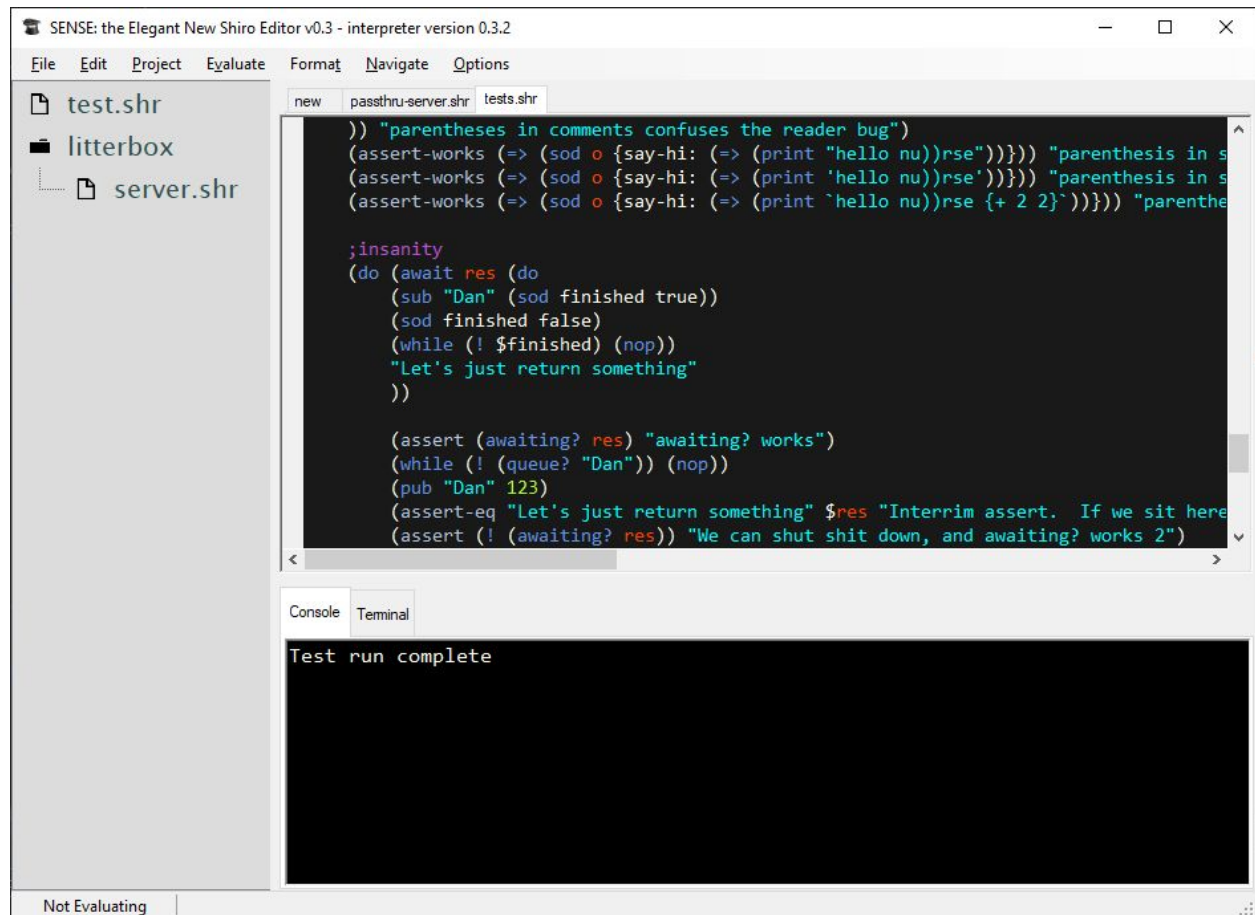 SENSE: the Elegant New Shiro Editor v0.3 - interpreter version 0.3.2
File Edit Project Evaluate Format Navigate Options
test.shr
litterbox
server.shr
new passthru-server.shr tests.shr
)) "parentheses in comments confuses the reader bug")
(assert-works (=> (sod o {say-hi: (=> (print "hello nu))rse"))})) "parenthesis in s
(assert-works (=> (sod o {say-hi: (=> (print 'hello nu))rse'))})) "parenthesis in s
(assert-works (=> (sod o {say-hi: (=> (print `hello nu))rse {+ 2 2}`))})) "parenthe
;insanity
(do (await res (do
(sub "Dan" (sod finished true))
(sod finished false)
(while (! $finished) (nop))
"Let's just return something"
))
(assert (awaiting? res) "awaiting? works")
(while (! (queue? "Dan")) (nop))
(pub "Dan" 123)
(assert-eq "Let's just return something" $res "Interrim assert.  If we sit here
(assert (! (awaiting? res)) "We can shut shit down, and awaiting? works 2")
Console Terminal
Test run complete
Not Evaluating